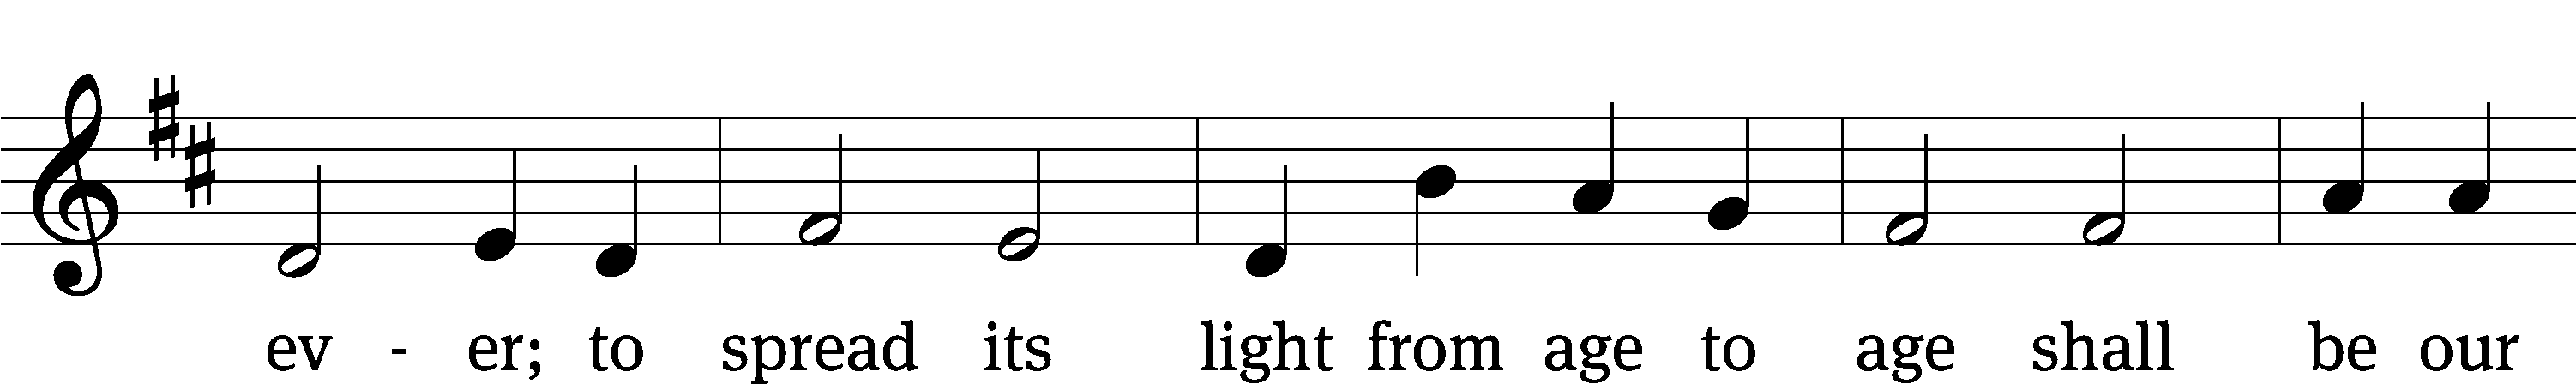 ev - er; to spread its light from age to age shall be our